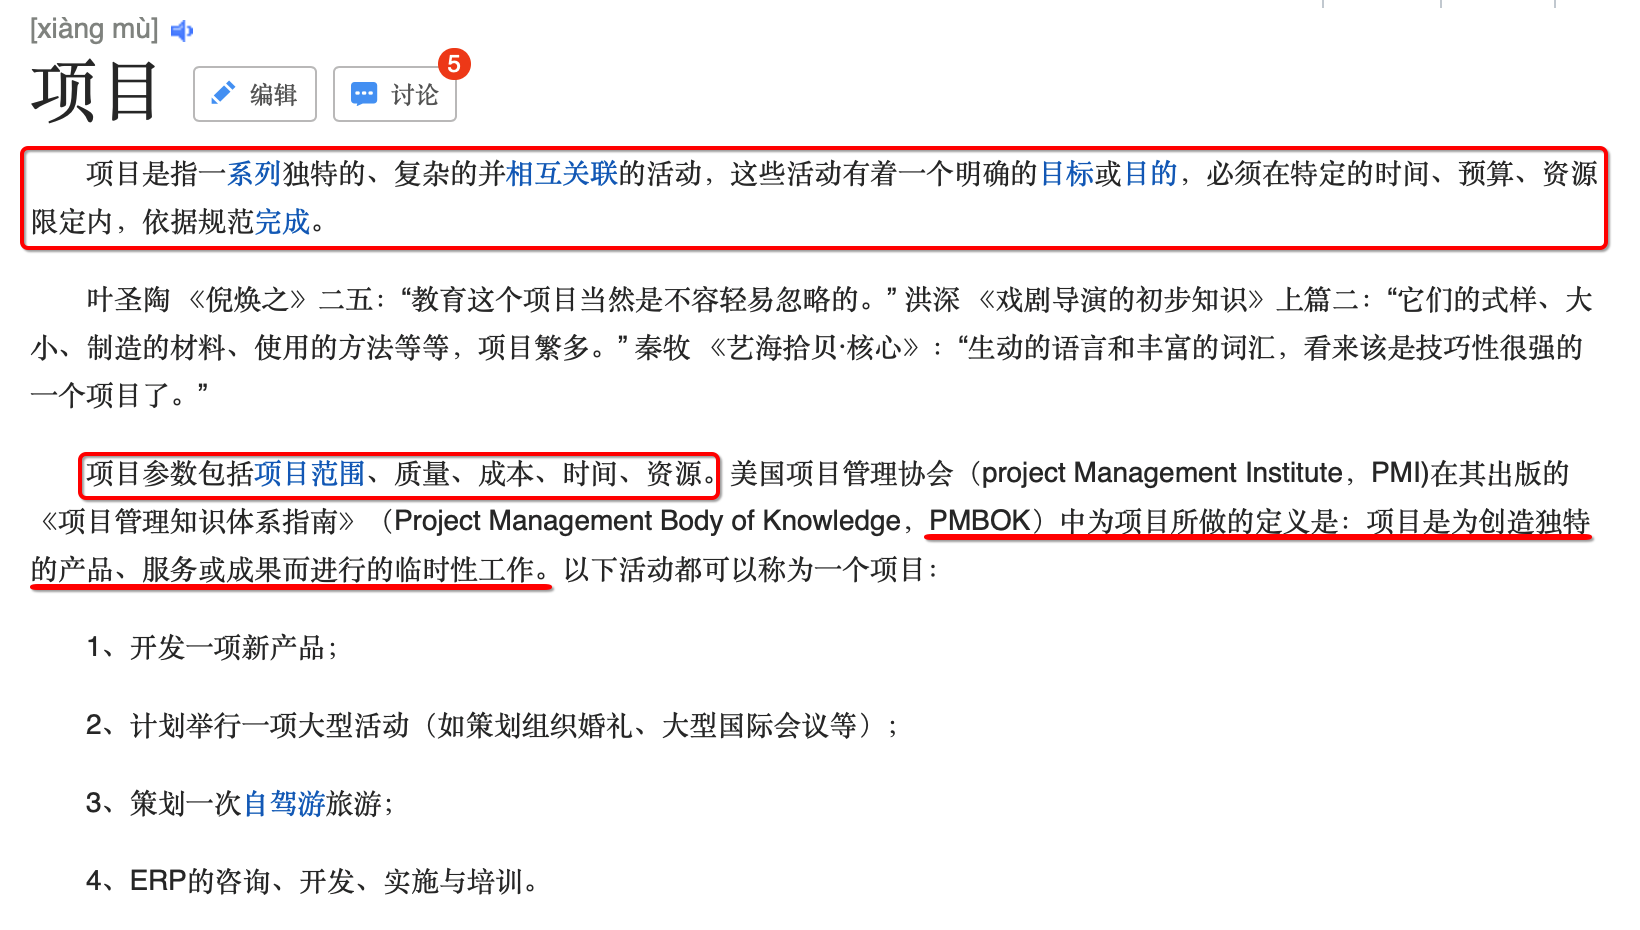 [xiàng mù]
项目 编辑 讨论 5
项目是指一系列独特的、复杂的并相互关联的活动，这些活动有着一个明确的目标或目的，必须在特定的时间、预算、资源
限定内，依据规范完成。
叶圣陶 《倪焕之》二五：“教育这个项目当然是不容轻易忽略的。” 洪深 《戏剧导演的初步知识》上篇二：“它们的式样、大
小、制造的材料、使用的方法等等，项目繁多。” 秦牧 《艺海拾贝·核心》：“生动的语言和丰富的词汇，看来该是技巧性很强的
一个项目了。”
项目参数包括项目范围、质量、成本、时间、资源。美国项目管理协会（project Management Institute，PMI)在其出版的
《项目管理知识体系指南》（Project Management Body of Knowledge，PMBOK）中为项目所做的定义是：项目是为创造独特
的产品、服务或成果而进行的临时性工作。以下活动都可以称为一个项目：
1、开发一项新产品；
2、计划举行一项大型活动（如策划组织婚礼、大型国际会议等）；
3、策划一次自驾游旅游；
4、ERP的咨询、开发、实施与培训。